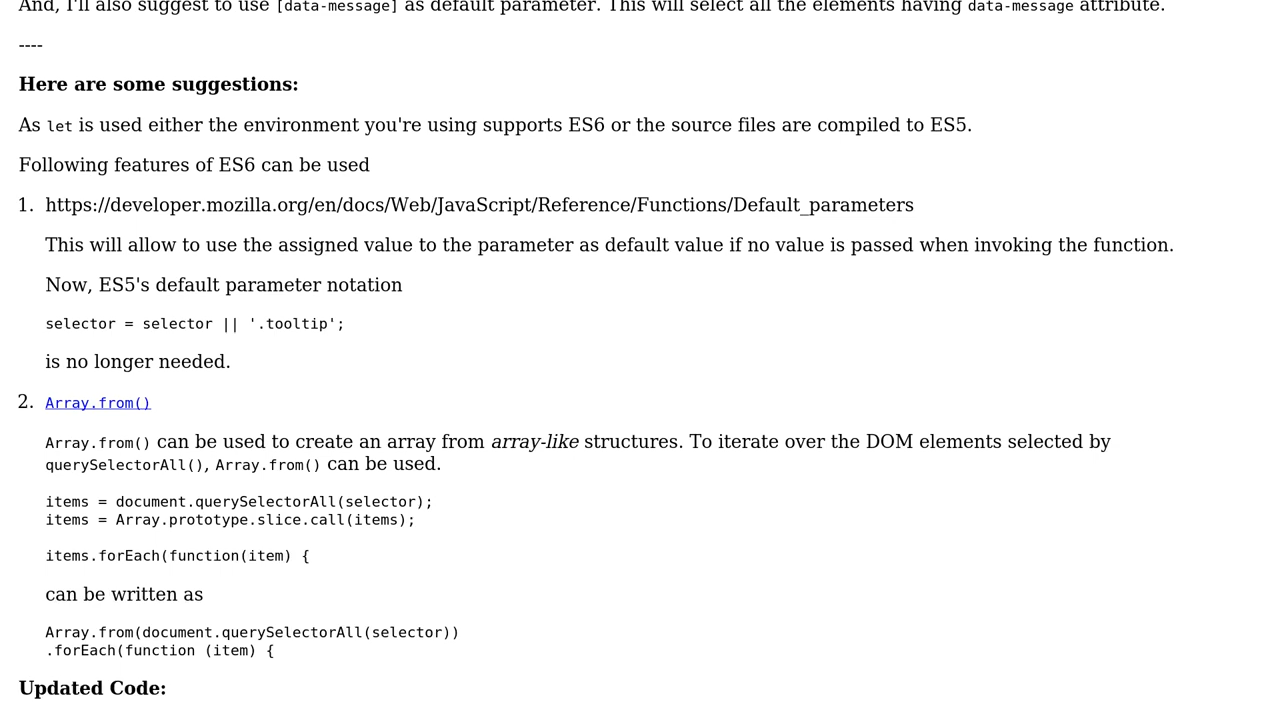 And, I'll also suggest to use [data-message] as default parameter. This will select all the elements having data-message attribute.
----
Here are some suggestions:
As let is used either the environment you're using supports ES6 or the source files are compiled to ES5.
Following features of ES6 can be used
1. https://developer.mozilla.org/en/docs/Web/JavaScript/Reference/Functions/Default_parameters
This will allow to use the assigned value to the parameter as default value if no value is passed when invoking the function.
Now, ES5's default parameter notation
selector = selector || '.tooltip';
is no longer needed.
2. Array.from()
Array.from() can be used to create an array from array-like structures. To iterate over the DOM elements selected by
querySelectorAll(), Array.from() can be used.
items = document.querySelectorAll(selector);
items = Array.prototype.slice.call(items);
items.forEach(function(item) {
can be written as
Array.from(document.querySelectorAll(selector))
.forEach(function (item) {
Updated Code: